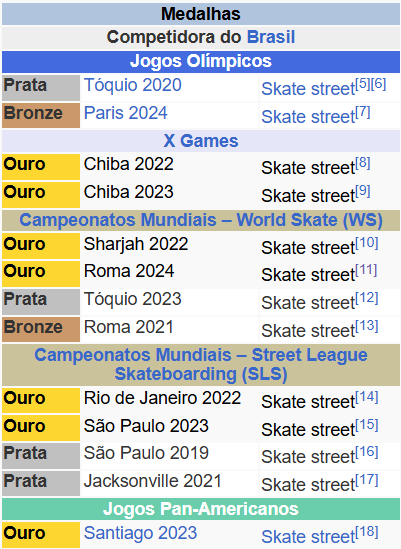 Medalhas
Competidora do Brasil
Jogos Olímpicos
Prata Tóquio 2020 Skate street[5][6]
Bronze Paris 2024 Skate street[7]
X Games
Ouro Chiba 2022 Skate street[8]
Ouro Chiba 2023 Skate street[9]
Campeonatos Mundiais – World Skate (WS)
Ouro Sharjah 2022 Skate street[10]
Ouro Roma 2024 Skate street[11]
Prata Tóquio 2023 Skate street[12]
Bronze Roma 2021 Skate street[13]
Campeonatos Mundiais – Street League
Skateboarding (SLS)
Ouro Rio de Janeiro 2022 Skate street[14]
Ouro São Paulo 2023 Skate street[15]
Prata São Paulo 2019 Skate street[16]
Prata Jacksonville 2021 Skate street[17]
Jogos Pan-Americanos
Ouro Santiago 2023 Skate street[18]